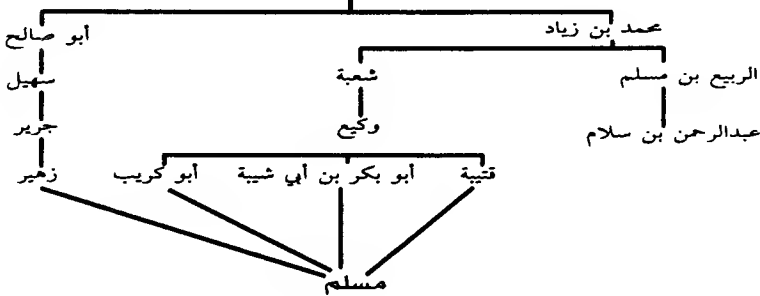 محمد بن زياد أبو صالح
الربيع بن مسلم شعبة سهيل
عبدالرحمن بن سلام وكيع جرير
قتيبة أبو بكر بن أبي شيبة أبو كريب زهير
مسلم